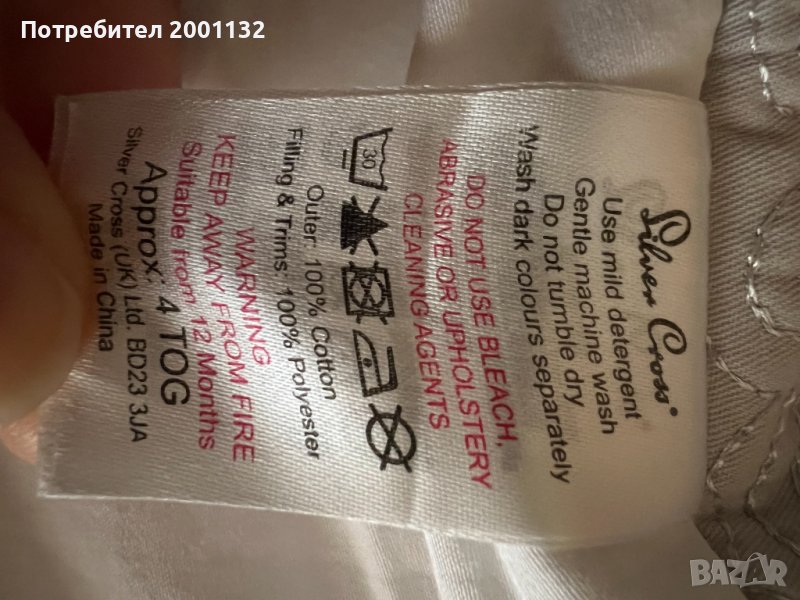 Потребител 2001132
Silver Cross
Use mild detergent
Gentle machine wash
Do not tumble dry
Wash dark colours separately
DO NOT USE BLEACH,
ABRASIVE OR UPHOLSTERY
CLEANING AGENTS
30
Outer: 100% Cotton
Filling & Trims: 100% Polyester
WARNING
KEEP AWAY FROM FIRE
Suitable from 12 Months
Approx: 4 TOG
Silver Cross (UK) Ltd. BD23 3JA
Made in China
BAZAR